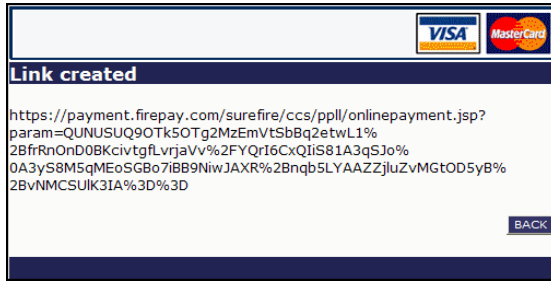 VISA MasterCard
Link created
https://payment.firepay.com/surefire/ccs/ppll/onlinepayment.jsp?
param=QUNUSUQ9OTk5OTg2MzEmVtSbBq2etwL1%
2BfrRnOnD0BKcivtgfLvrjaVv%2FYQrI6CxQIiS81A3qSJo%
0A3yS8M5qMEoSGBo7iBB9NiwJAXR%2Bnqb5LYAAZZjluZvMGtOD5yB%
2BvNMCSUlK3IA%3D%3D
BACK